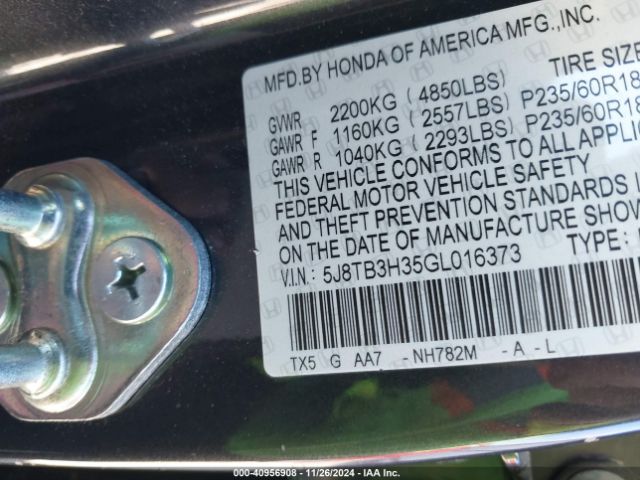 MFD.BY HONDA OF AMERICA MFG.,INC.
TIRE SIZE
GVWR 2200KG ( 4850LBS)
GAWR F 1160KG ( 2557LBS) P235/60R18
GAWR R 1040KG ( 2293LBS) P235/60R18
THIS VEHICLE CONFORMS TO ALL APPLIC
FEDERAL MOTOR VEHICLE SAFETY
AND THEFT PREVENTION STANDARDS I
ON THE DATE OF MANUFACTURE SHOW
V.I.N: 5J8TB3H35GL016373 TYPE:
TX5 G AA7 -NH782M -A-L
000-40956908 | 11/26/2024 | IAAI.COM